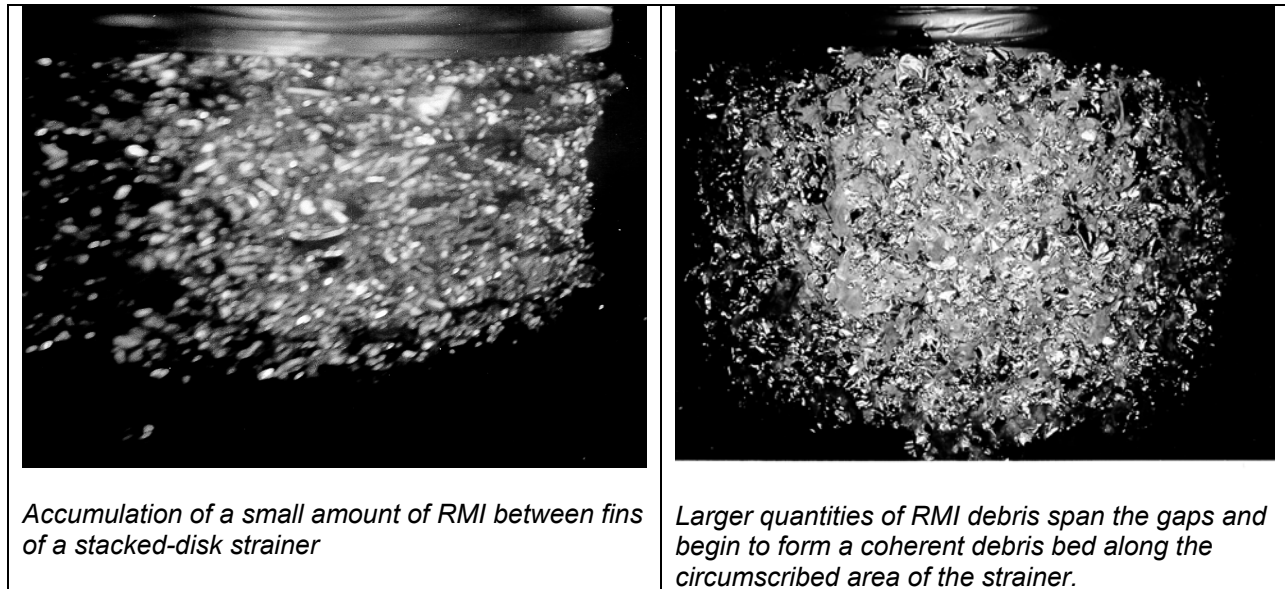 Accumulation of a small amount of RMI between fins
of a stacked-disk strainer
Larger quantities of RMI debris span the gaps and
begin to form a coherent debris bed along the
circumscribed area of the strainer.